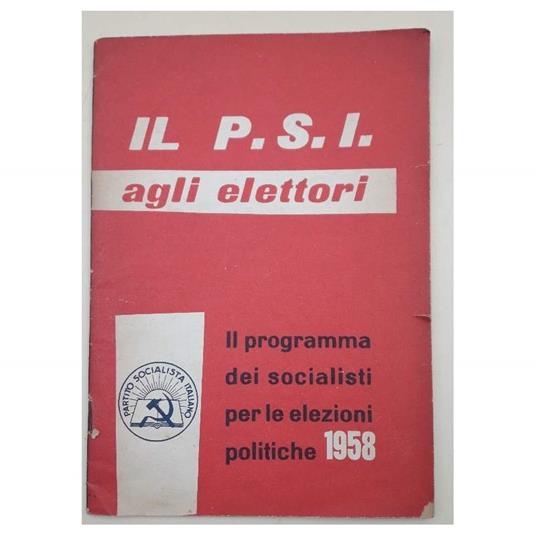 IL P.S.I.
agli elettori
Il programma
dei socialisti
per le elezioni
politiche 1958
PARTITO SOCIALISTA ITALIANO